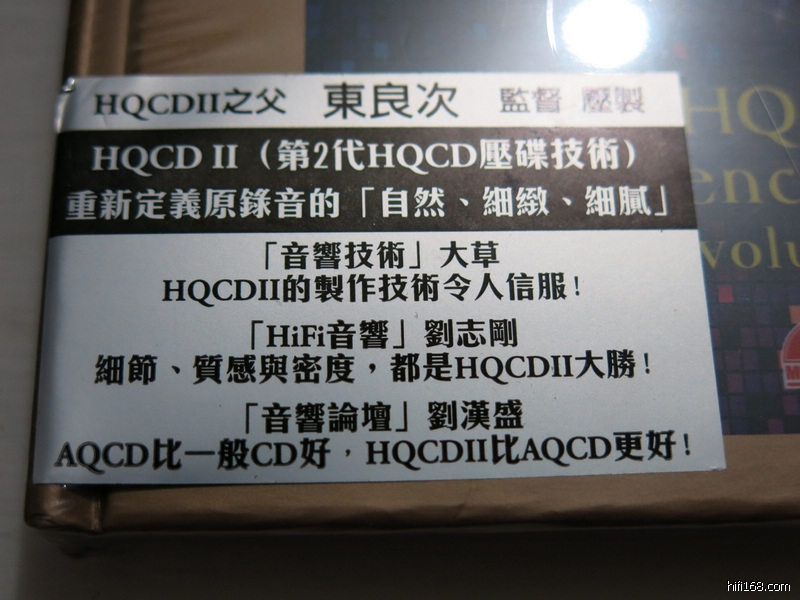 HQCDII之父 東良次 監督 壓製
HQCD II（第2代HQCD壓碟技術）
重新定義原錄音的「自然、細緻、細膩」
「音響技術」大草
HQCDII的製作技術令人信服！
「HiFi音響」劉志剛
細節、質感與密度，都是HQCDII大勝！
「音響論壇」劉漢盛
AQCD比一般CD好，HQCDII比AQCD更好！
HQ
enc
volu
hifi168.com